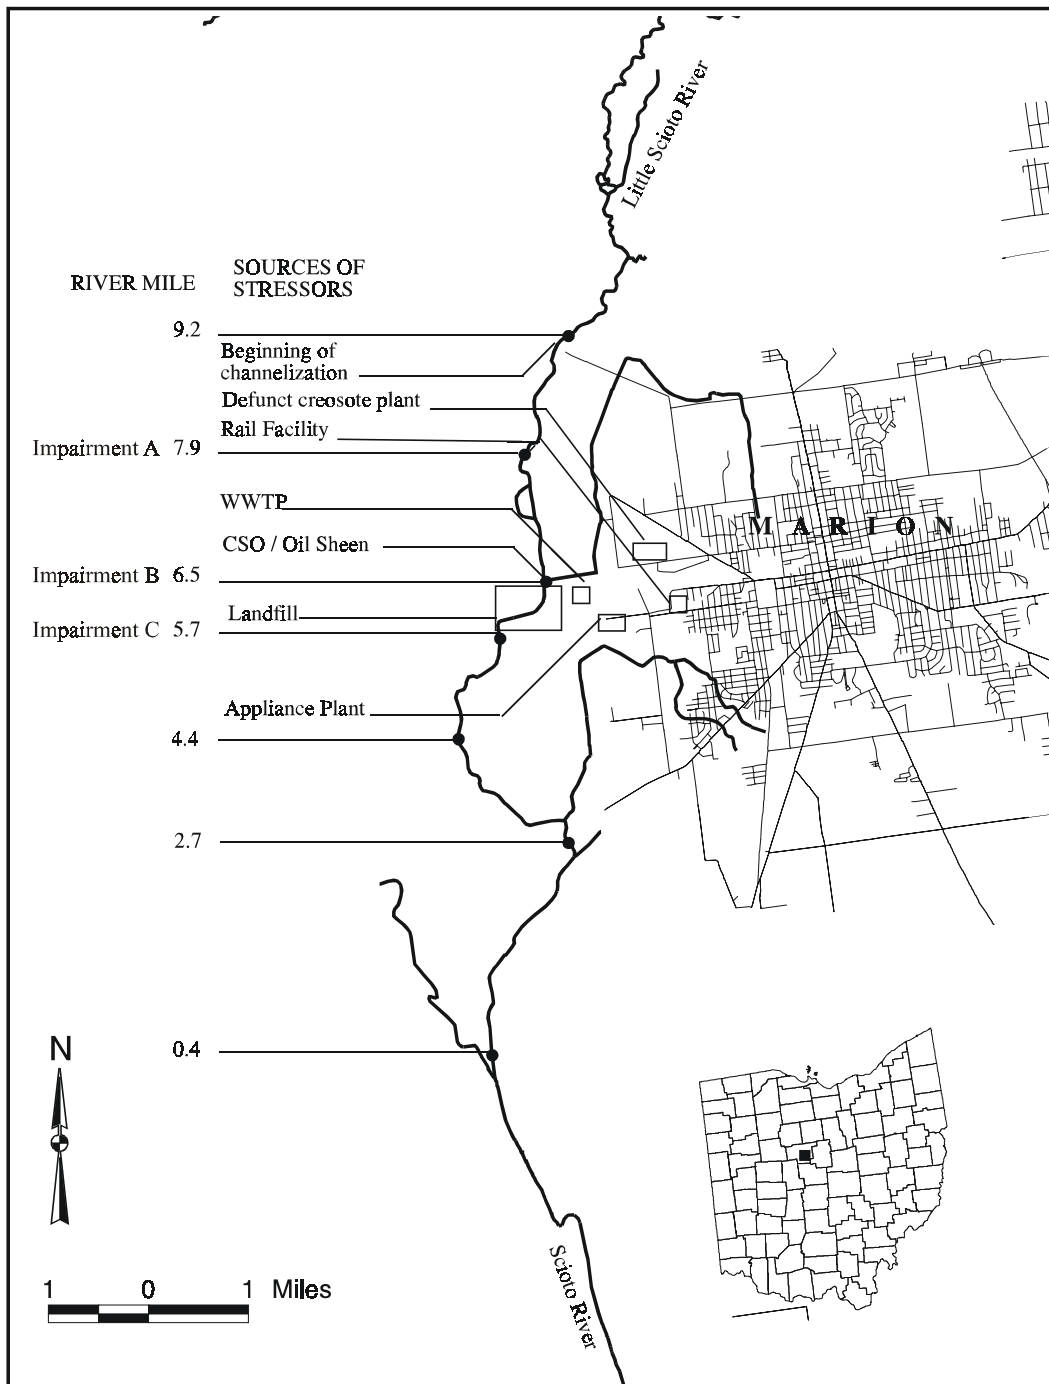 Little Scioto River
RIVER MILE
SOURCES OF
STRESSORS
9.2
Beginning of
channelization
Defunct creosote plant
Rail Facility
Impairment A 7.9
WWTP
MARION
CSO / Oil Sheen
Impairment B 6.5
Landfill
Impairment C 5.7
Appliance Plant
4.4
2.7
0.4
N
Scioto River
1 0 1 Miles